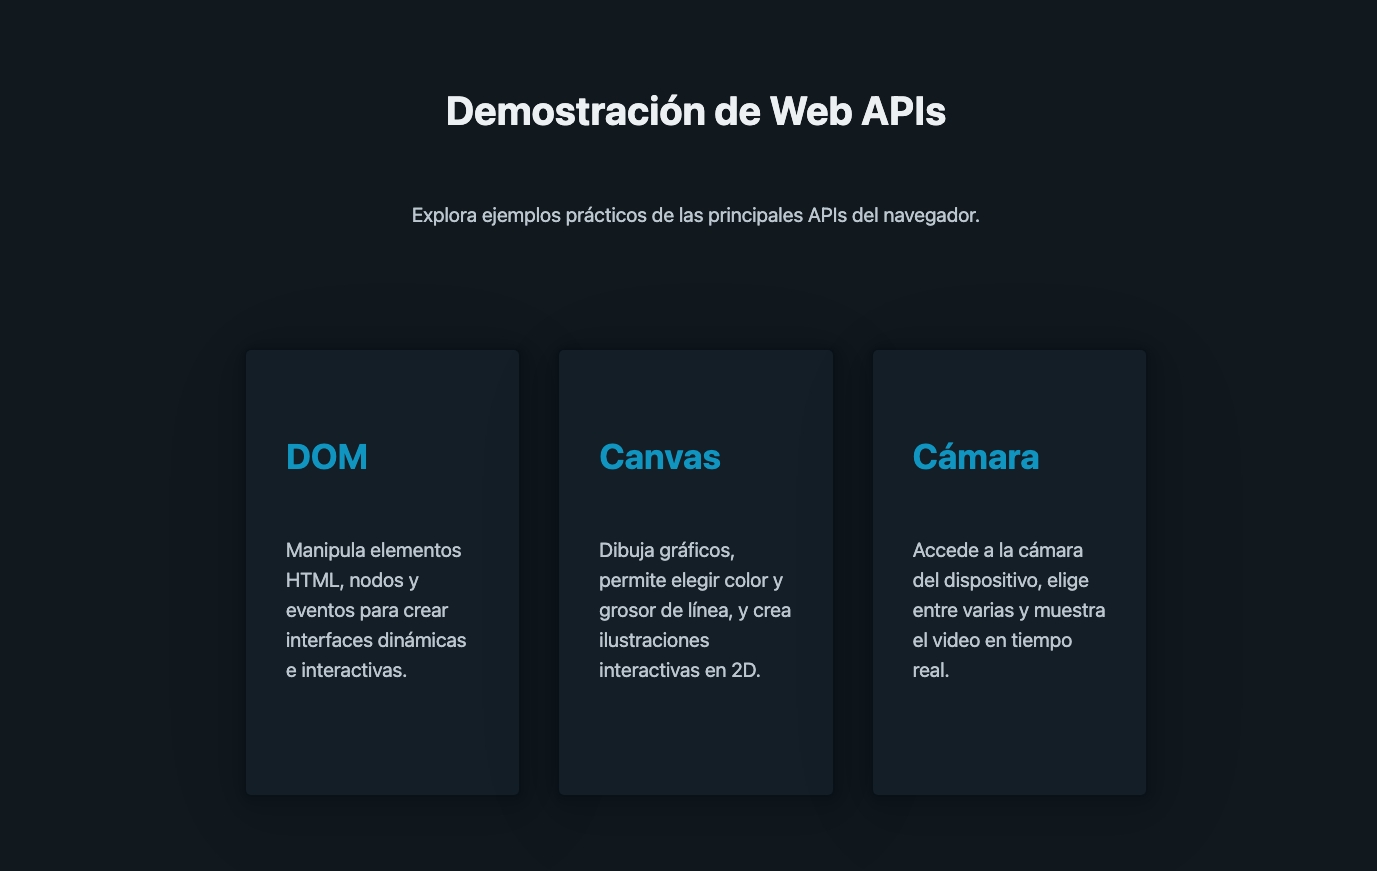 Demostración de Web APIs
Explora ejemplos prácticos de las principales APIs del navegador.
DOM
Manipula elementos
HTML, nodos y
eventos para crear
interfaces dinámicas
e interactivas.
Canvas
Dibuja gráficos,
permite elegir color y
grosor de línea, y crea
ilustraciones
interactivas en 2D.
Cámara
Accede a la cámara
del dispositivo, elige
entre varias y muestra
el video en tiempo
real.